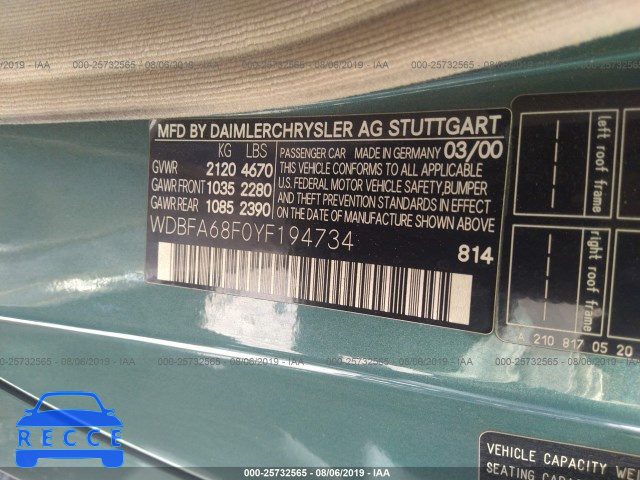 000-25732565 - 08/06/2019 - IAA
MFD BY DAIMLERCHRYSLER AG STUTTGART
KG LBS
GVWR 2120 4670
GAWR FRONT 1035 2280
GAWR REAR 1085 2390
PASSENGER CAR MADE IN GERMANY 03/00
THIS VEHICLE CONFORMS TO ALL APPLICABLE
U.S. FEDERAL MOTOR VEHICLE SAFETY,BUMPER
AND THEFT PREVENTION STANDARDS IN EFFECT
ON THE DATE OF MANUFACTURE SHOWN ABOVE.
WDBFA68F0YF194734
814
left roof frame
right roof frame
A 210 817 05 20
000-25732565 - 08/06/2019 - IAA
RECCE
VEHICLE CAPACITY
SEATING CAPACITY
000-25732565 - 08/06/2019 - IAA